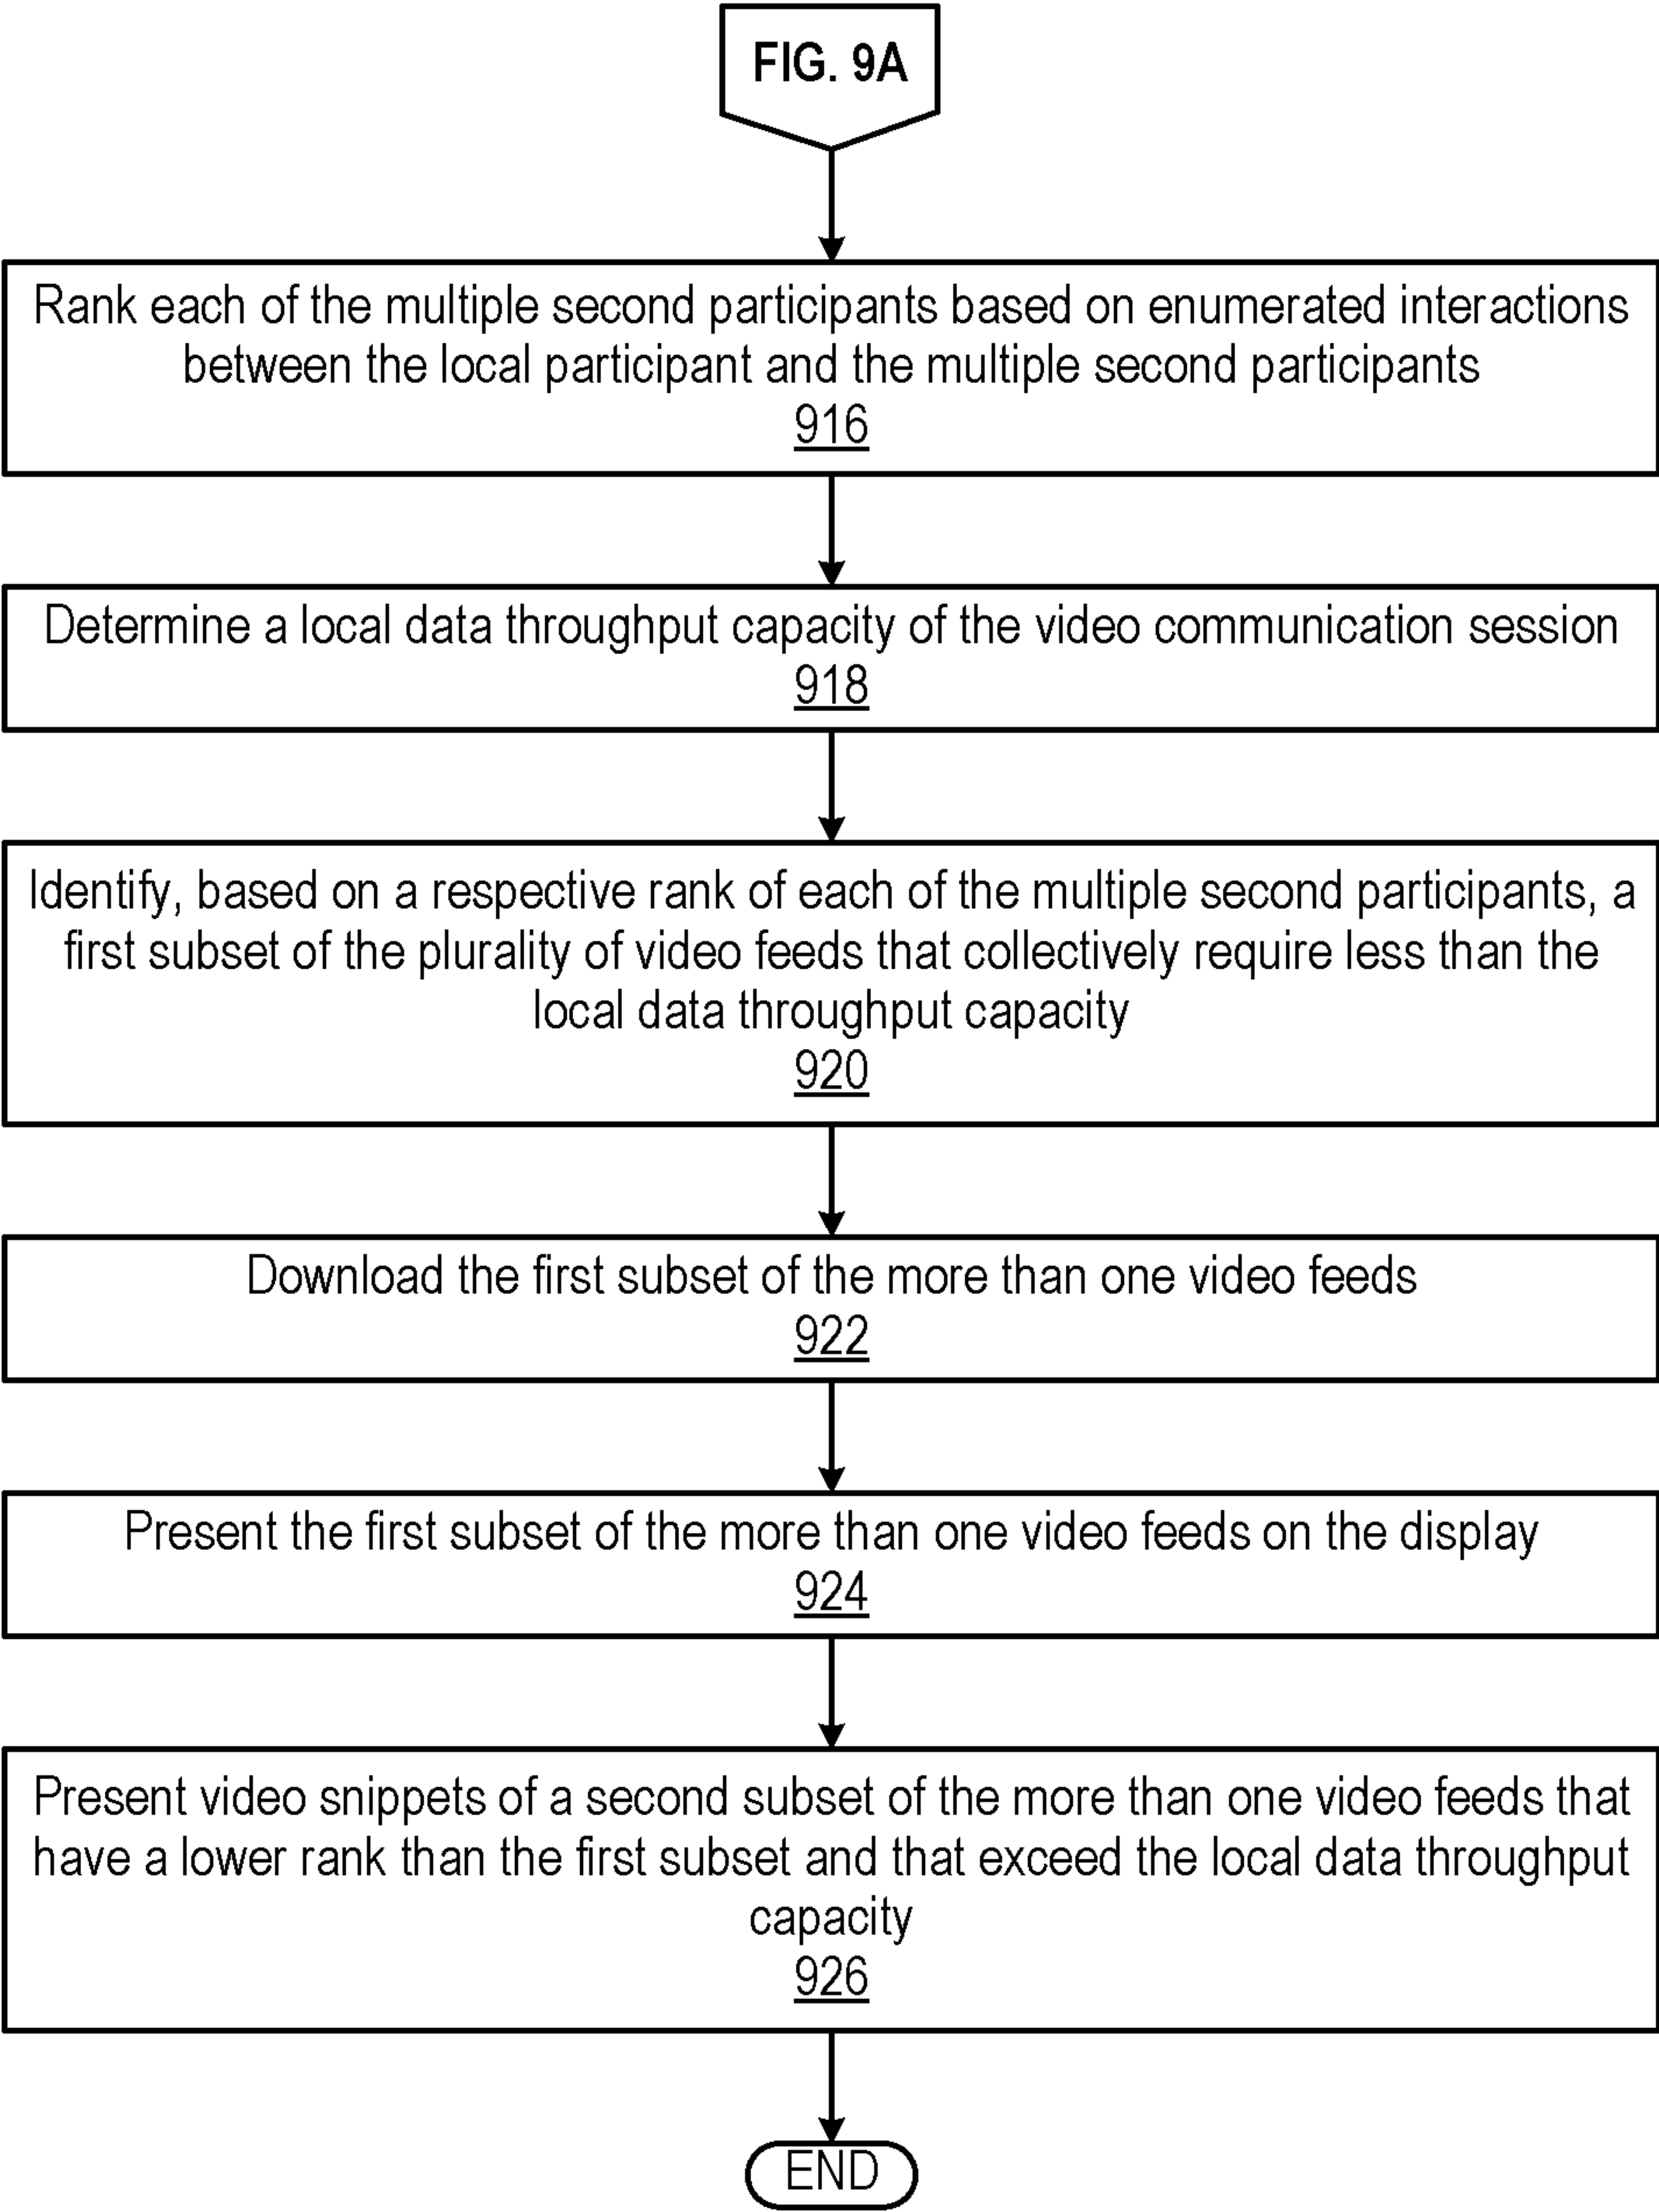 FIG. 9A
Rank each of the multiple second participants based on enumerated interactions
between the local participant and the multiple second participants
916
Determine a local data throughput capacity of the video communication session
918
Identify, based on a respective rank of each of the multiple second participants, a
first subset of the plurality of video feeds that collectively require less than the
local data throughput capacity
920
Download the first subset of the more than one video feeds
922
Present the first subset of the more than one video feeds on the display
924
Present video snippets of a second subset of the more than one video feeds that
have a lower rank than the first subset and that exceed the local data throughput
capacity
926
END